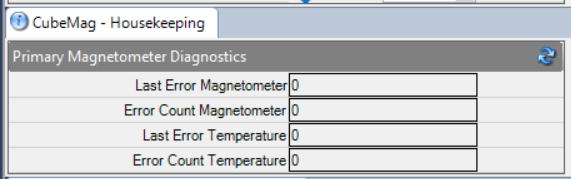 CubeMag - Housekeeping
Primary Magnetometer Diagnostics
Last Error Magnetometer 0
Error Count Magnetometer 0
Last Error Temperature 0
Error Count Temperature 0